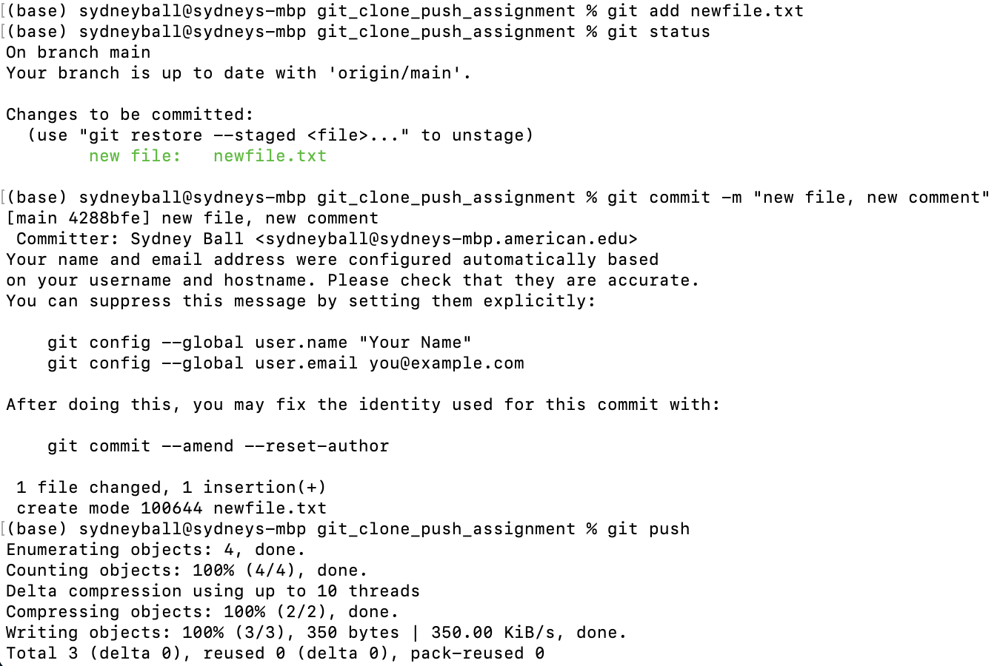 [(base) sydneyball@sydneys-mbp git_clone_push_assignment % git add newfile.txt
[(base) sydneyball@sydneys-mbp git_clone_push_assignment % git status
On branch main
Your branch is up to date with 'origin/main'.

Changes to be committed:
  (use "git restore --staged <file>..." to unstage)
        new file:   newfile.txt

[(base) sydneyball@sydneys-mbp git_clone_push_assignment % git commit -m "new file, new comment"
[main 4288bfe] new file, new comment
 Committer: Sydney Ball <sydneyball@sydneys-mbp.american.edu>
Your name and email address were configured automatically based
on your username and hostname. Please check that they are accurate.
You can suppress this message by setting them explicitly:

    git config --global user.name "Your Name"
    git config --global user.email you@example.com

After doing this, you may fix the identity used for this commit with:

    git commit --amend --reset-author

 1 file changed, 1 insertion(+)
 create mode 100644 newfile.txt
[(base) sydneyball@sydneys-mbp git_clone_push_assignment % git push
Enumerating objects: 4, done.
Counting objects: 100% (4/4), done.
Delta compression using up to 10 threads
Compressing objects: 100% (2/2), done.
Writing objects: 100% (3/3), 350 bytes | 350.00 KiB/s, done.
Total 3 (delta 0), reused 0 (delta 0), pack-reused 0